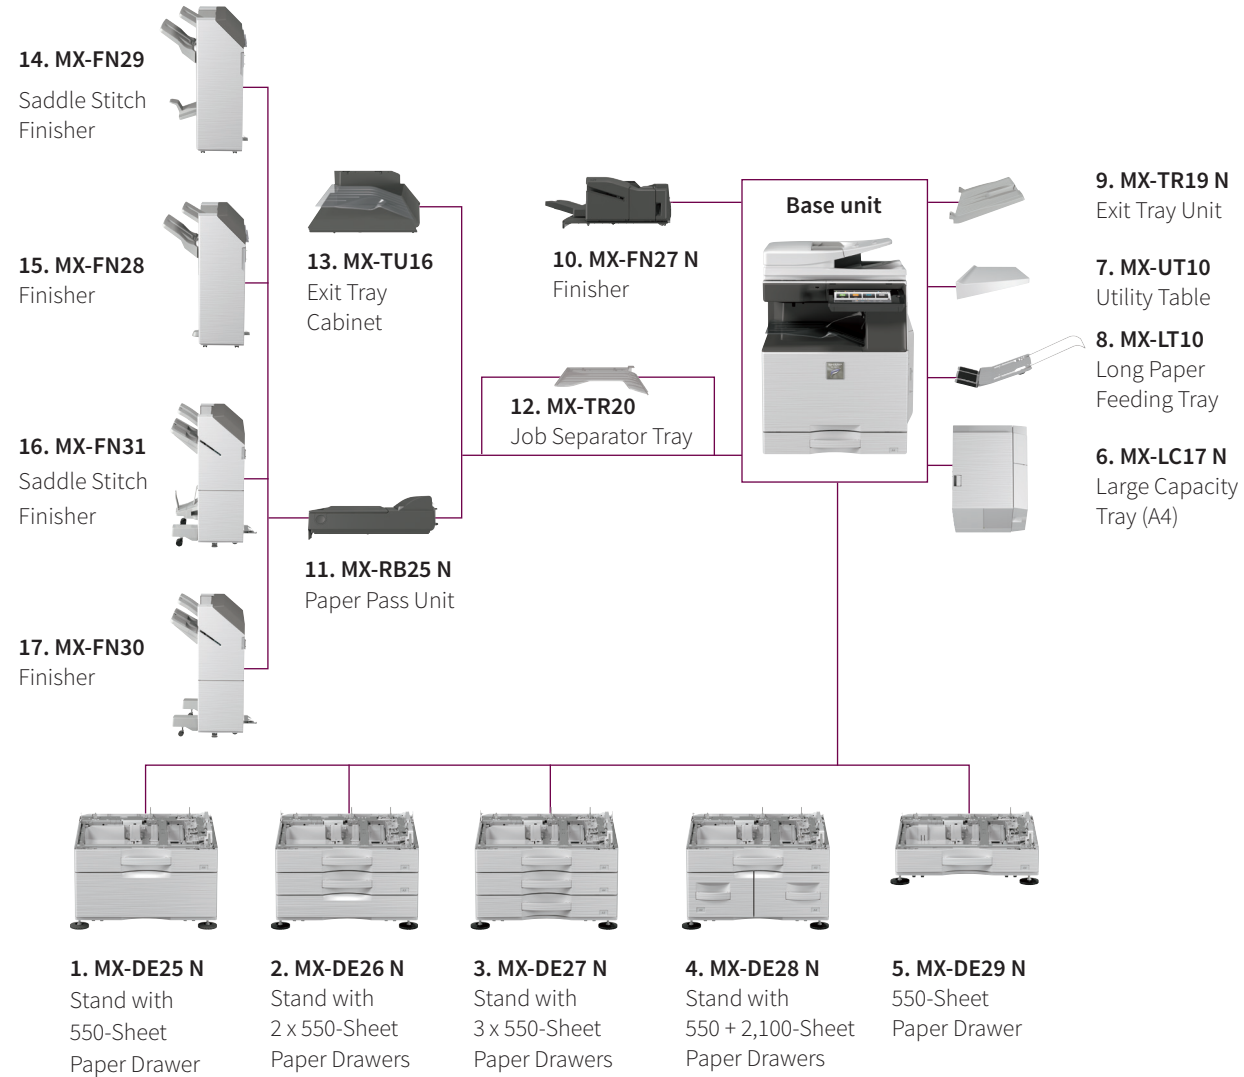 14. MX-FN29
Saddle Stitch
Finisher
15. MX-FN28
Finisher
16. MX-FN31
Saddle Stitch
Finisher
17. MX-FN30
Finisher
13. MX-TU16
Exit Tray
Cabinet
10. MX-FN27 N
Finisher
12. MX-TR20
Job Separator Tray
11. MX-RB25 N
Paper Pass Unit
Base unit
9. MX-TR19 N
Exit Tray Unit
7. MX-UT10
Utility Table
8. MX-LT10
Long Paper
Feeding Tray
6. MX-LC17 N
Large Capacity
Tray (A4)
1. MX-DE25 N
Stand with
550-Sheet
Paper Drawer
2. MX-DE26 N
Stand with
2 x 550-Sheet
Paper Drawers
3. MX-DE27 N
Stand with
3 x 550-Sheet
Paper Drawers
4. MX-DE28 N
Stand with
550 + 2,100-Sheet
Paper Drawers
5. MX-DE29 N
550-Sheet
Paper Drawer